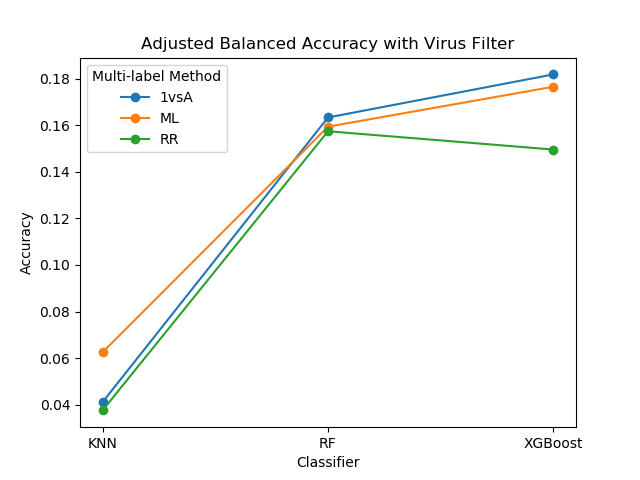 Adjusted Balanced Accuracy with Virus Filter
Multi-label Method
1vsA
ML
RR
Accuracy
0.18
0.16
0.14
0.12
0.10
0.08
0.06
0.04
KNN
RF
XGBoost
Classifier